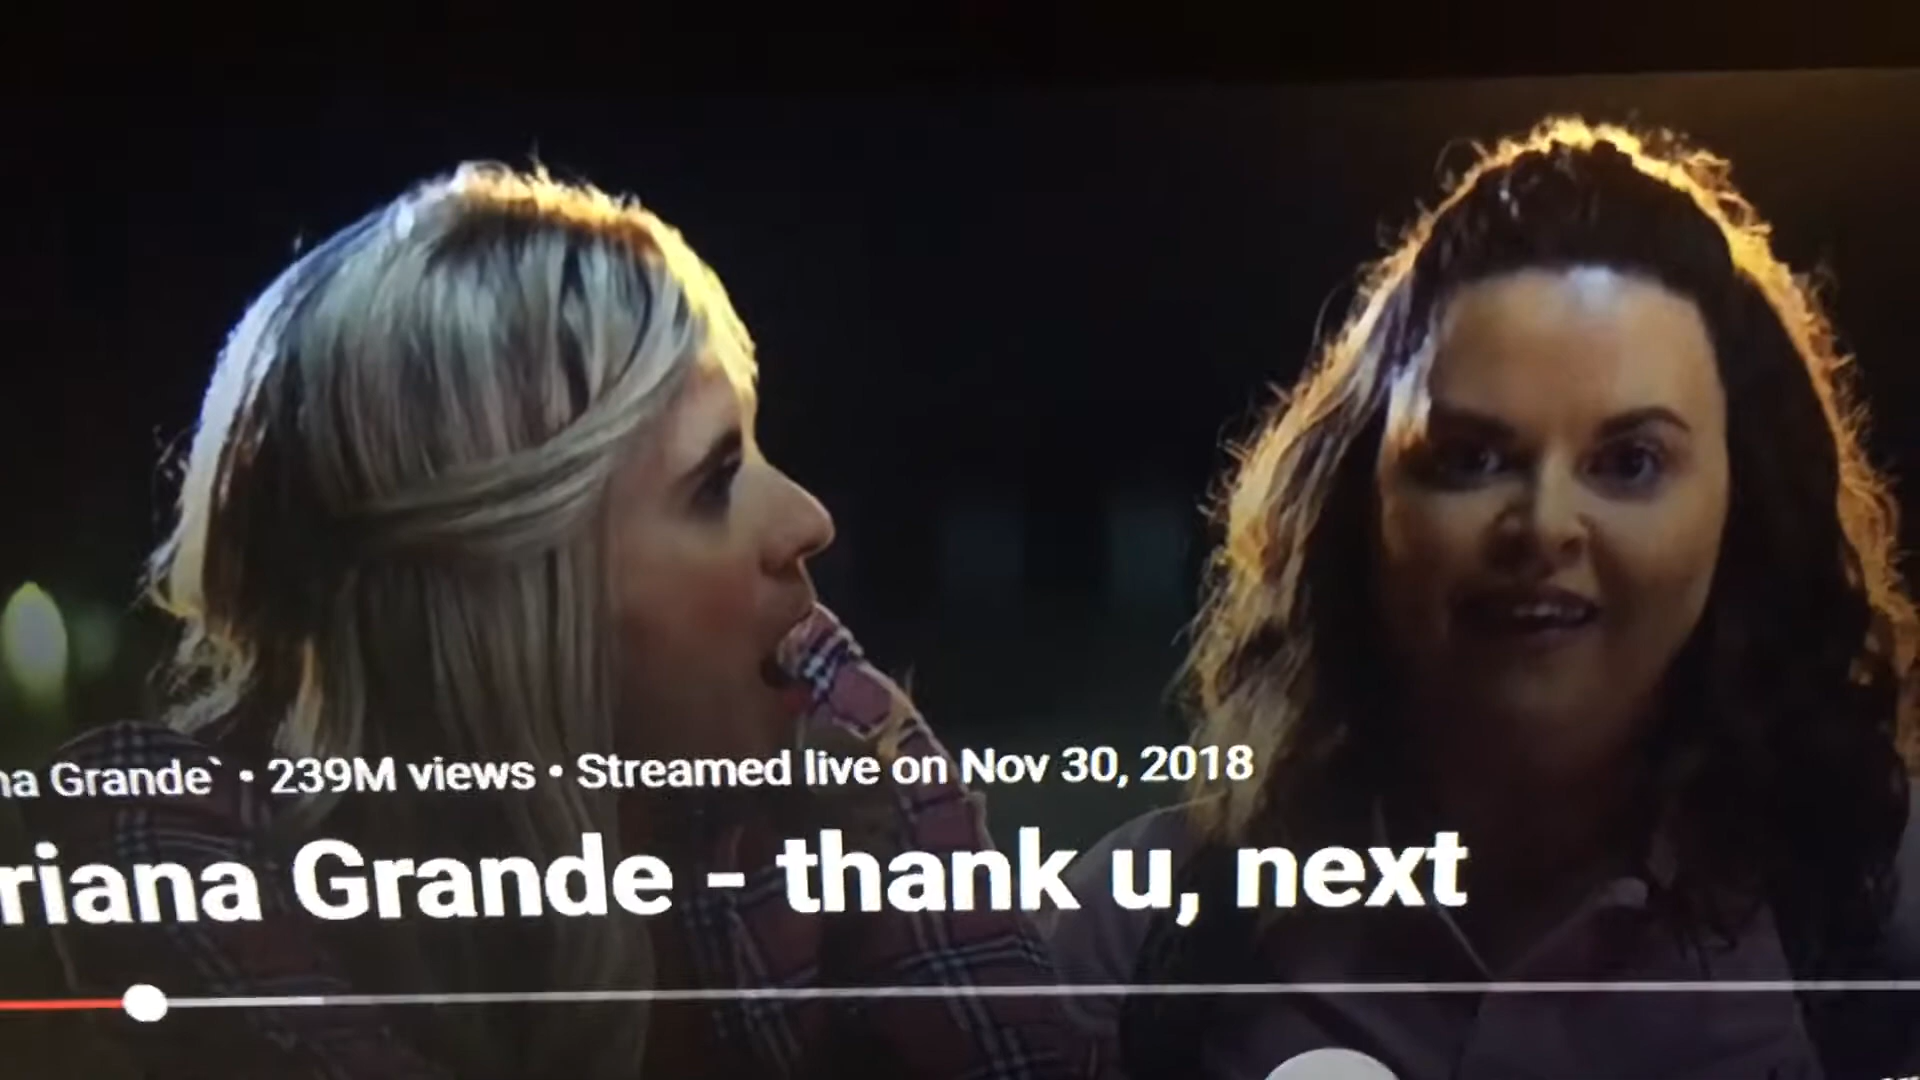 na Grande` • 239M views • Streamed live on Nov 30, 2018
riana Grande - thank u, next